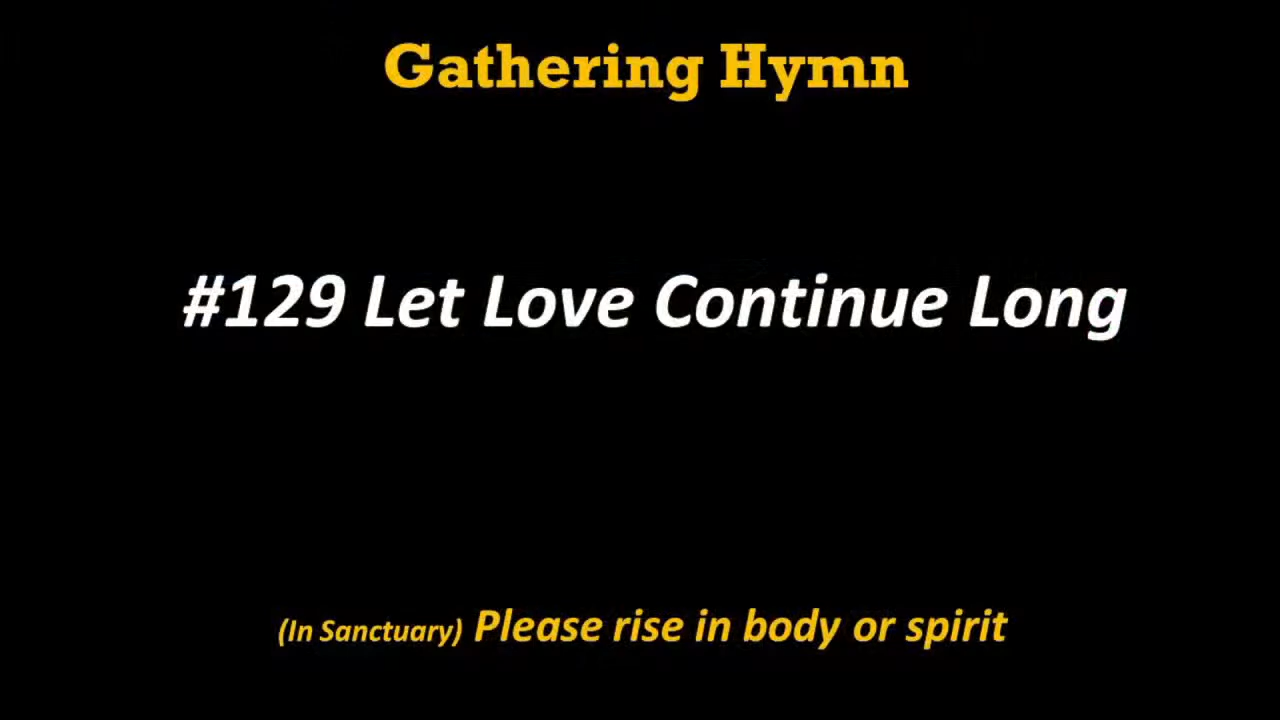 Gathering Hymn
#129 Let Love Continue Long
(In Sanctuary) Please rise in body or spirit